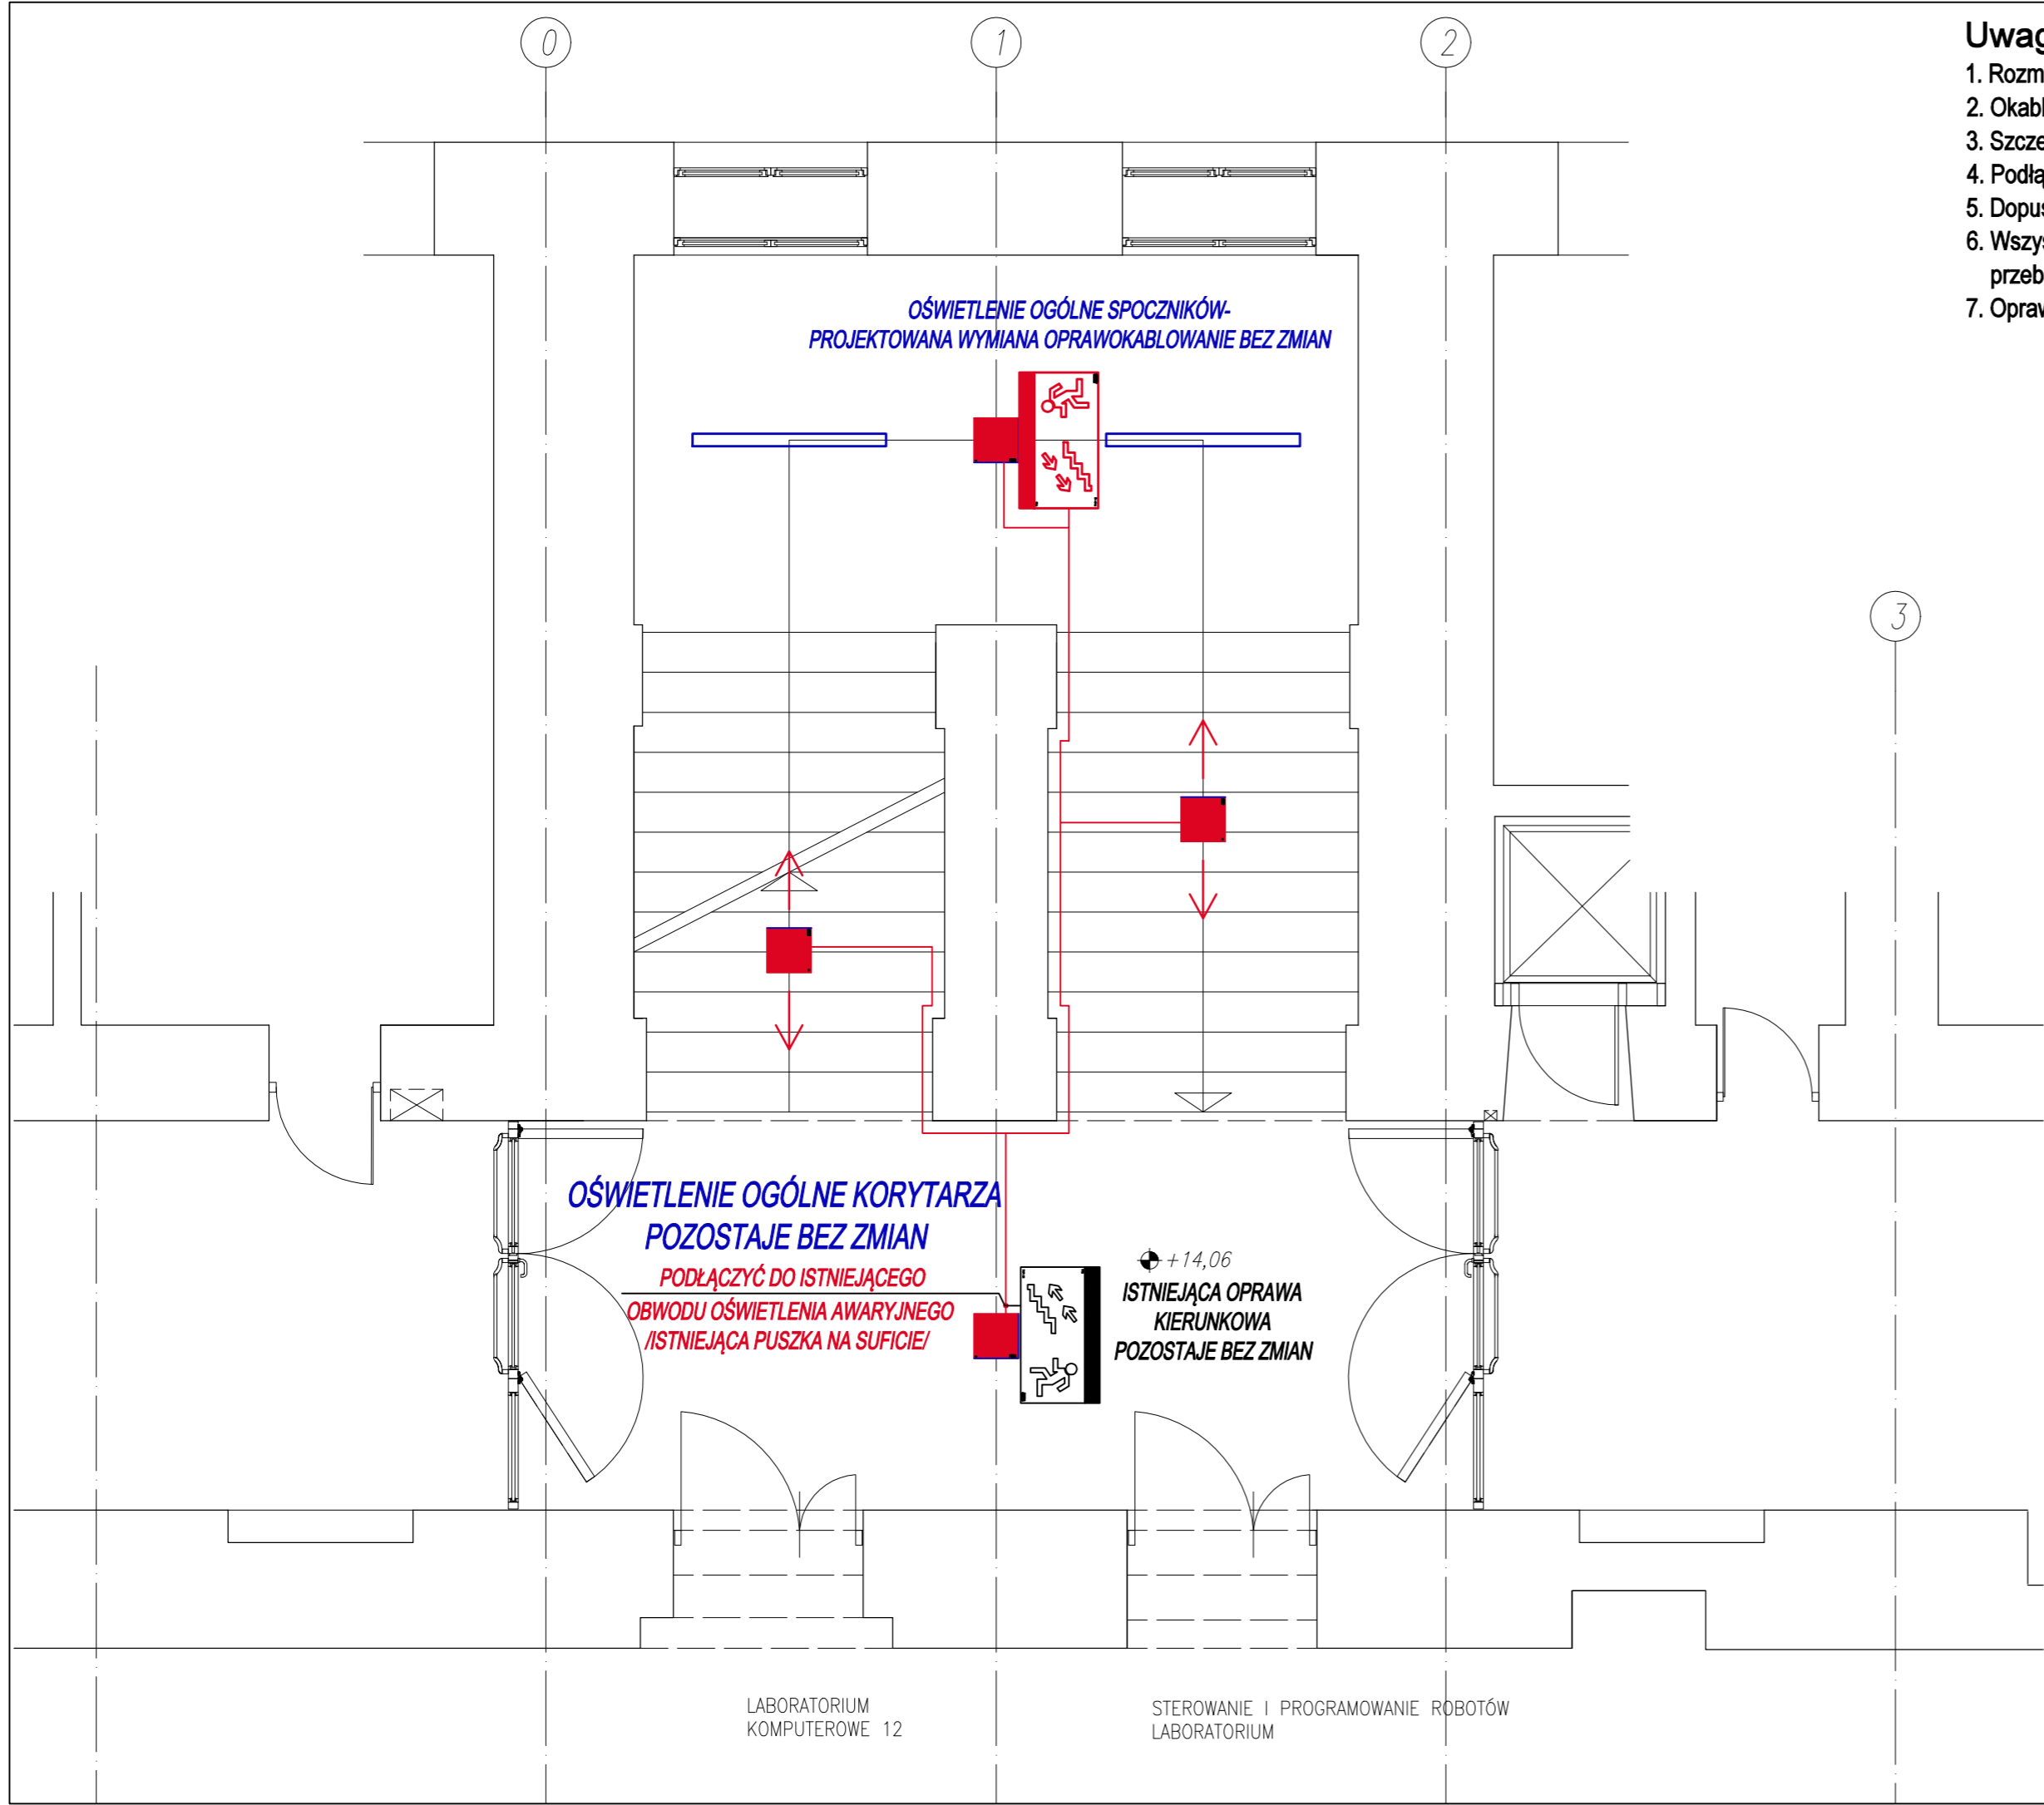 0
1
2
3
Uwag
1. Rozm
2. Okabl
3. Szcze
4. Podłą
5. Dopus
6. Wszys
przeb
7. Opraw
OŚWIETLENIE OGÓLNE SPOCZNIKÓW-
PROJEKTOWANA WYMIANA OPRAWOKABLOWANIE BEZ ZMIAN
OŚWIETLENIE OGÓLNE KORYTARZA
POZOSTAJE BEZ ZMIAN
PODŁĄCZYĆ DO ISTNIEJĄCEGO
OBWODU OŚWIETLENIA AWARYJNEGO
/ISTNIEJĄCA PUSZKA NA SUFICIE/
+14,06
ISTNIEJĄCA OPRAWA
KIERUNKOWA
POZOSTAJE BEZ ZMIAN
LABORATORIUM
KOMPUTEROWE 12
STEROWANIE I PROGRAMOWANIE ROBOTÓW
LABORATORIUM